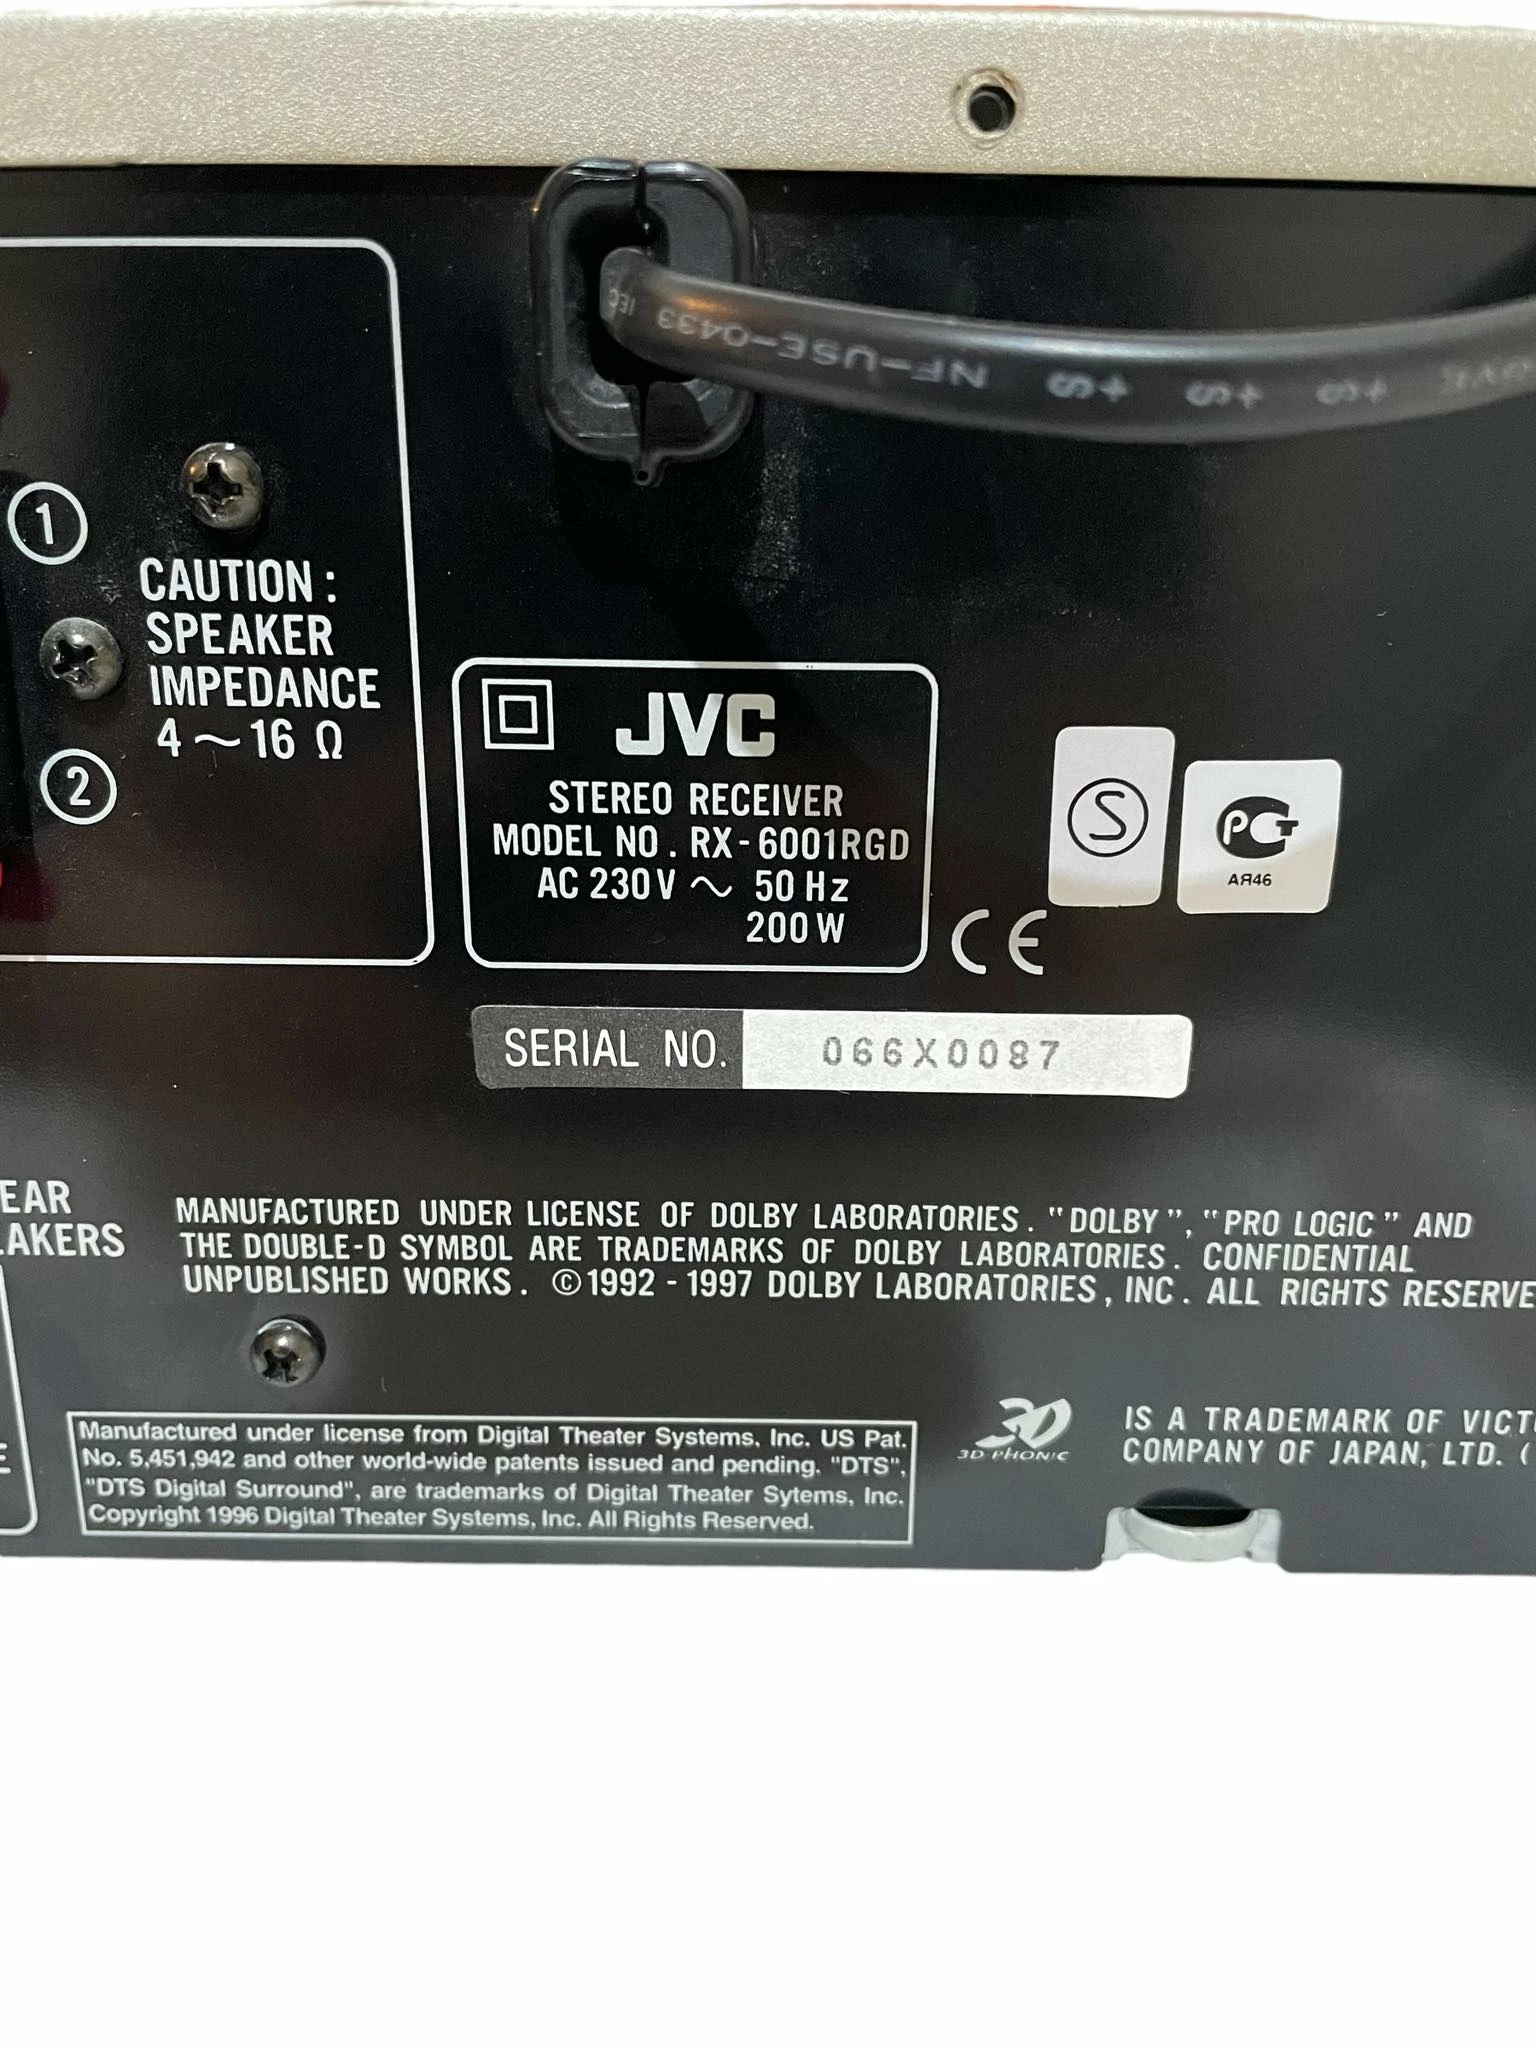 IEC NF-USE-0433 +S +S +S
1
CAUTION :
SPEAKER
IMPEDANCE
4 ~ 16 Ω
2
JVC
STEREO RECEIVER
MODEL NO. RX-6001RGD
AC 230V ~ 50 Hz
200 W
S
РСТ
АЯ46
CE
SERIAL NO. 066X0087
EAR
AKERS
MANUFACTURED UNDER LICENSE OF DOLBY LABORATORIES. "DOLBY", "PRO LOGIC" AND
THE DOUBLE-D SYMBOL ARE TRADEMARKS OF DOLBY LABORATORIES. CONFIDENTIAL
UNPUBLISHED WORKS. ©1992 - 1997 DOLBY LABORATORIES, INC. ALL RIGHTS RESERVE
Manufactured under license from Digital Theater Systems, Inc. US Pat.
No. 5,451,942 and other world-wide patents issued and pending. "DTS",
"DTS Digital Surround", are trademarks of Digital Theater Sytems, Inc.
Copyright 1996 Digital Theater Systems, Inc. All Rights Reserved.
3D
3D-PHONIC
IS A TRADEMARK OF VICT
COMPANY OF JAPAN, LTD. (